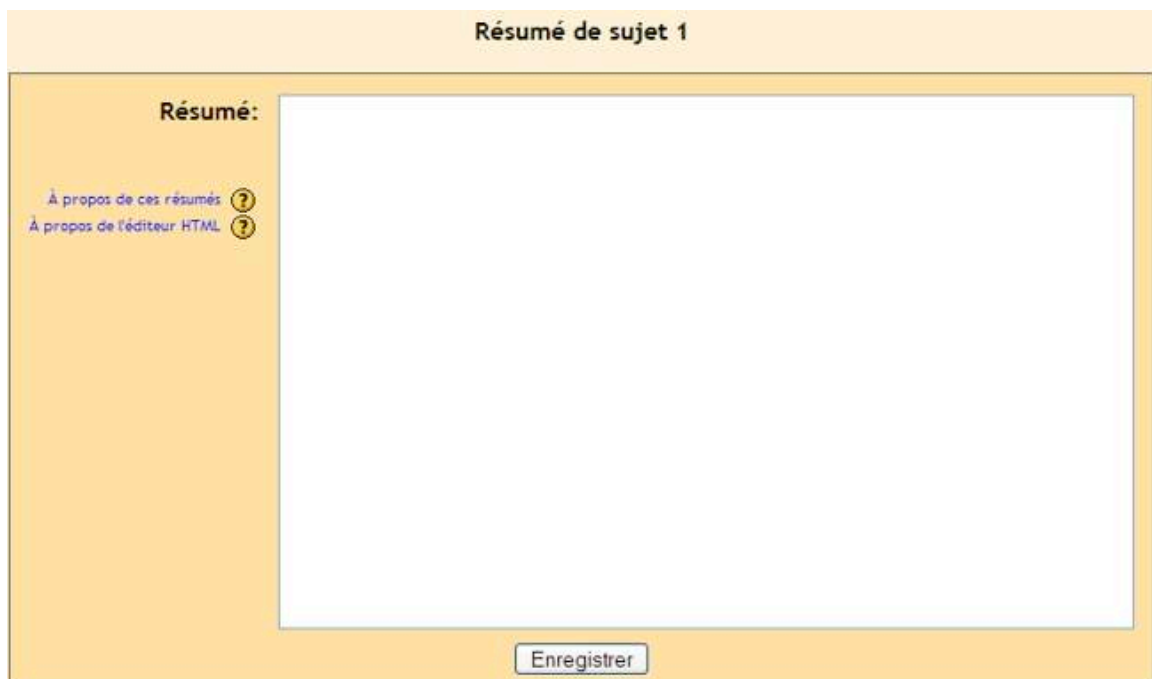 Résumé de sujet 1
Résumé:
À propos de ces résumés ?
À propos de l'éditeur HTML ?
Enregistrer